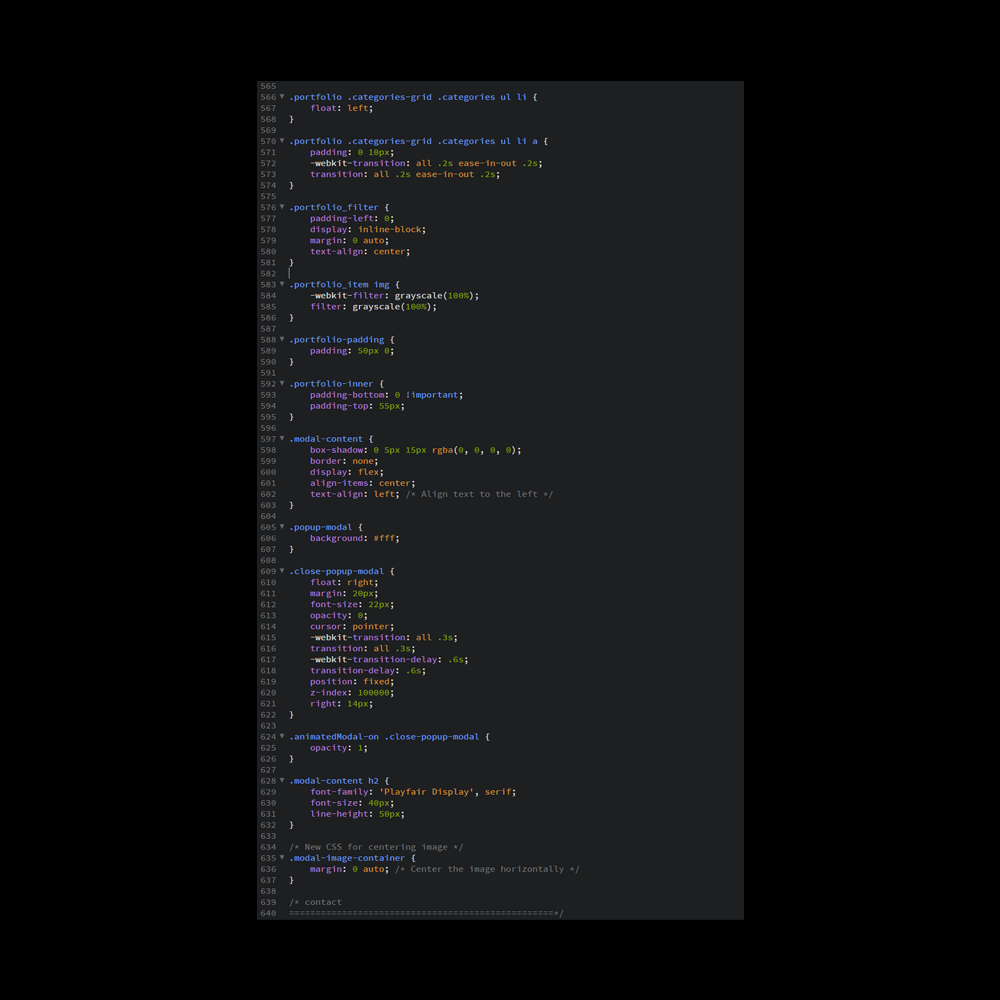 565
566 ▼ .portfolio .categories-grid .categories ul li {
567 float: left;
568 }
569
570 ▼ .portfolio .categories-grid .categories ul li a {
571 padding: 0 10px;
572 -webkit-transition: all .2s ease-in-out .2s;
573 transition: all .2s ease-in-out .2s;
574 }
575
576 ▼ .portfolio_filter {
577 padding-left: 0;
578 display: inline-block;
579 margin: 0 auto;
580 text-align: center;
581 }
582
583 ▼ .portfolio_item img {
584 -webkit-filter: grayscale(100%);
585 filter: grayscale(100%);
586 }
587
588 ▼ .portfolio-padding {
589 padding: 50px 0;
590 }
591
592 ▼ .portfolio-inner {
593 padding-bottom: 0 !important;
594 padding-top: 55px;
595 }
596
597 ▼ .modal-content {
598 box-shadow: 0 5px 15px rgba(0, 0, 0, 0);
599 border: none;
600 display: flex;
601 align-items: center;
602 text-align: left; /* Align text to the left */
603 }
604
605 ▼ .popup-modal {
606 background: #fff;
607 }
608
609 ▼ .close-popup-modal {
610 float: right;
611 margin: 20px;
612 font-size: 22px;
613 opacity: 0;
614 cursor: pointer;
615 -webkit-transition: all .3s;
616 transition: all .3s;
617 -webkit-transition-delay: .6s;
618 transition-delay: .6s;
619 position: fixed;
620 z-index: 100000;
621 right: 14px;
622 }
623
624 ▼ .animatedModal-on .close-popup-modal {
625 opacity: 1;
626 }
627
628 ▼ .modal-content h2 {
629 font-family: 'Playfair Display', serif;
630 font-size: 40px;
631 line-height: 50px;
632 }
633
634 /* New CSS for centering image */
635 ▼ .modal-image-container {
636 margin: 0 auto; /* Center the image horizontally */
637 }
638
639 /* contact
640 ==================================================*/